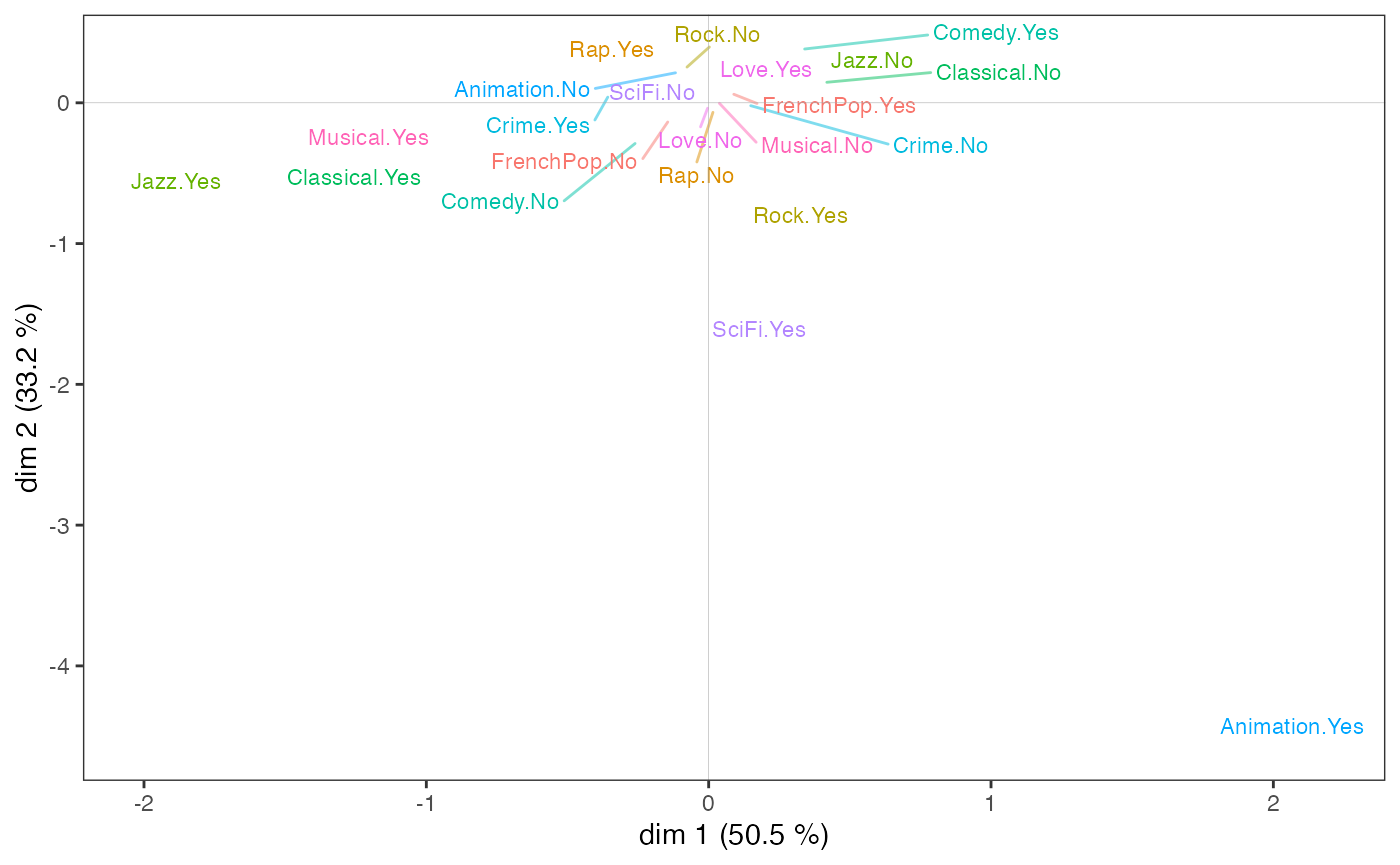 Rock.No
Comedy.Yes
Rap.Yes
Jazz.No
Love.Yes
Classical.No
Animation.No
SciFi.No
FrenchPop.Yes
Crime.Yes
Musical.Yes
Love.No
Musical.No
Crime.No
FrenchPop.No
Rap.No
Jazz.Yes
Classical.Yes
Comedy.No
Rock.Yes
SciFi.Yes
Animation.Yes
0
-1
-2
-3
-4
dim 2 (33.2 %)
-2
-1
0
1
2
dim 1 (50.5 %)